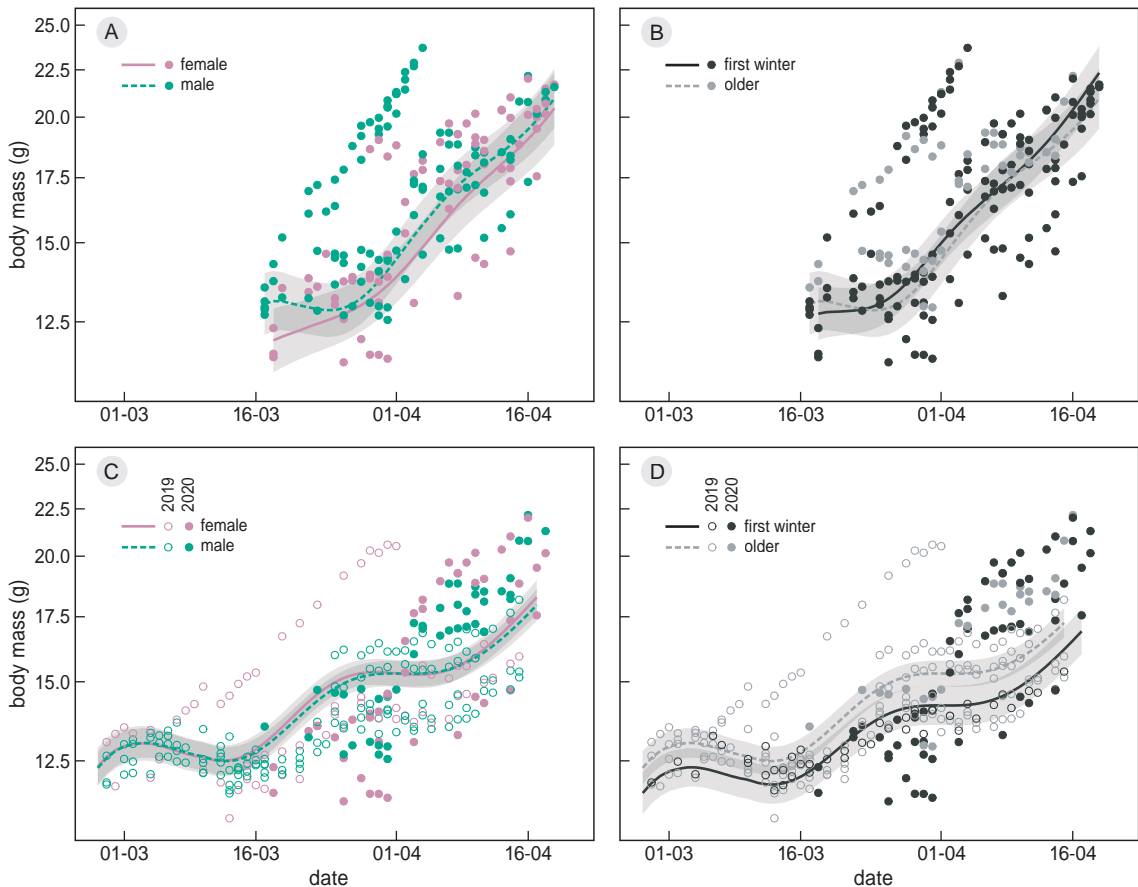 A
female
male
25.0
22.5
20.0
17.5
15.0
12.5
body mass (g)
01-03
16-03
01-04
16-04
B
first winter
older
01-03
16-03
01-04
16-04
C
2019
2020
female
male
25.0
22.5
20.0
17.5
15.0
12.5
body mass (g)
01-03
16-03
01-04
16-04
date
D
2019
2020
first winter
older
01-03
16-03
01-04
16-04
date